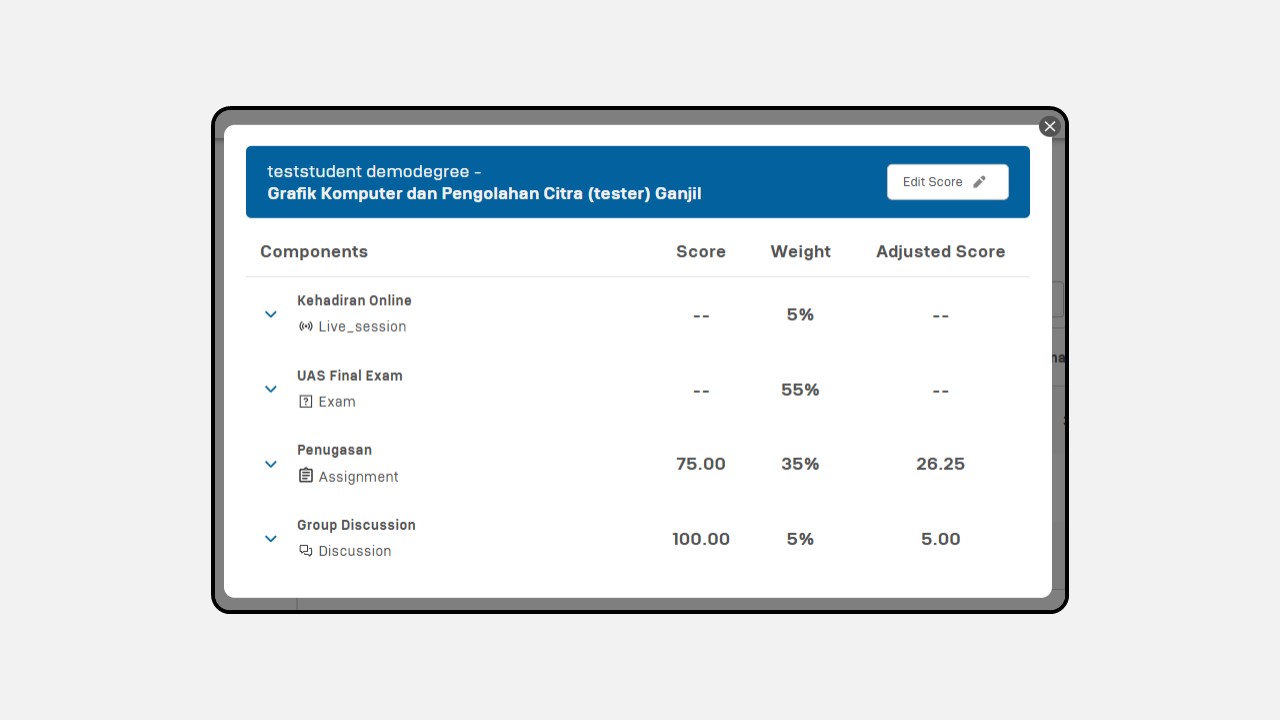 teststudent demodegree -
Grafik Komputer dan Pengolahan Citra (tester) Ganjil
Edit Score
Components Score Weight Adjusted Score
Kehadiran Online
Live_session
-- 5% --
UAS Final Exam
Exam
-- 55% --
Penugasan
Assignment
75.00 35% 26.25
Group Discussion
Discussion
100.00 5% 5.00